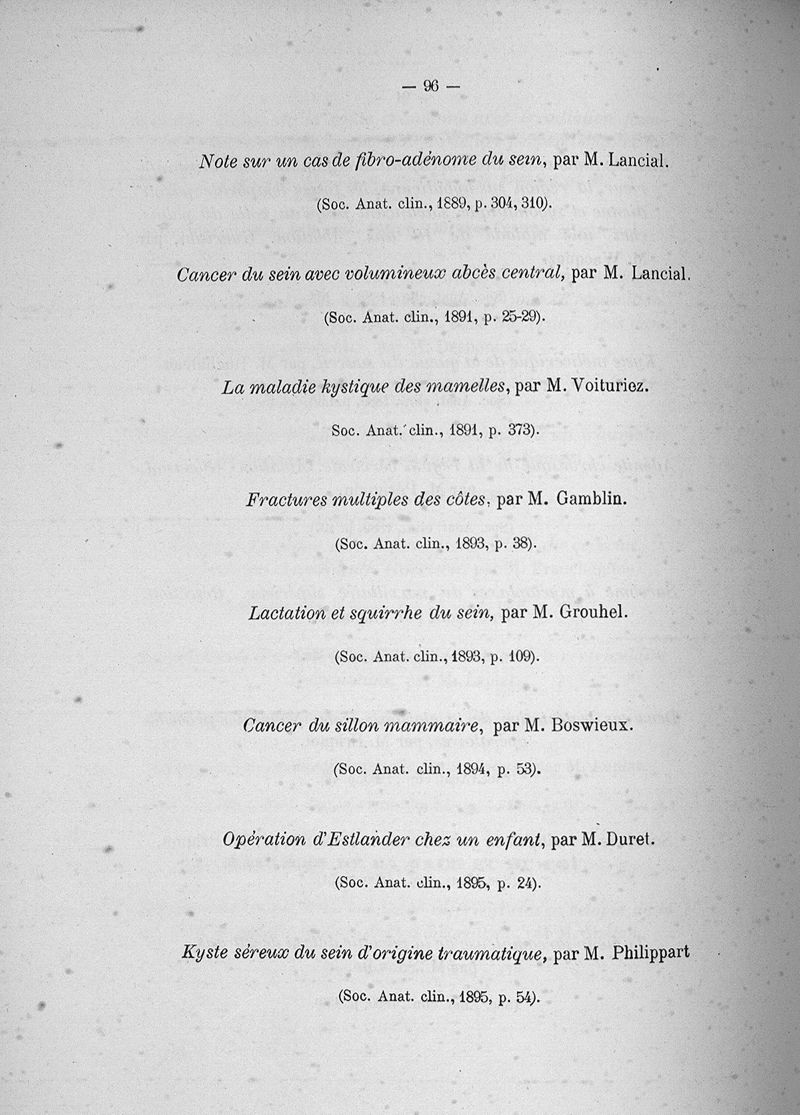 — 96 —
Note sur un cas de fibro-adénome du sein, par M. Lancial.
(Soc. Anat. clin., 1889, p. 304, 310).
Cancer du sein avec volumineux abcès central, par M. Lancial.
(Soc. Anat. clin., 1891, p. 25-29).
La maladie kystique des mamelles, par M. Voituriez.
Soc. Anat. clin., 1891, p. 373).
Fractures multiples des côtes, par M. Gamblin.
(Soc. Anat. clin., 1893, p. 38).
Lactation et squirrhe du sein, par M. Grouhel.
(Soc. Anat. clin., 1893, p. 109).
Cancer du sillon mammaire, par M. Boswieux.
(Soc. Anat. clin., 1894, p. 53).
Opération d'Estlander chez un enfant, par M. Duret.
(Soc. Anat. clin., 1895, p. 24).
Kyste séreux du sein d'origine traumatique, par M. Philippart
(Soc. Anat. clin., 1895, p. 54).